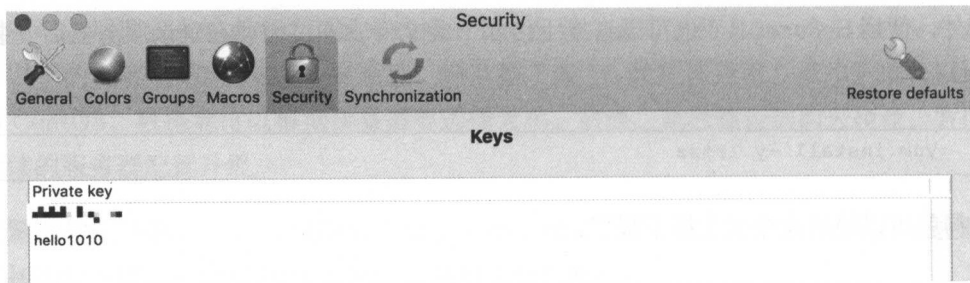 Security
General Colors Groups Macros Security Synchronization Restore defaults
Keys
Private key
hello1010